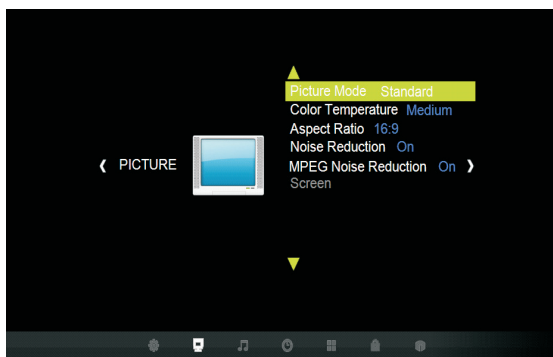 PICTURE
Picture Mode Standard
Color Temperature Medium
Aspect Ratio 16:9
Noise Reduction On
MPEG Noise Reduction On
Screen